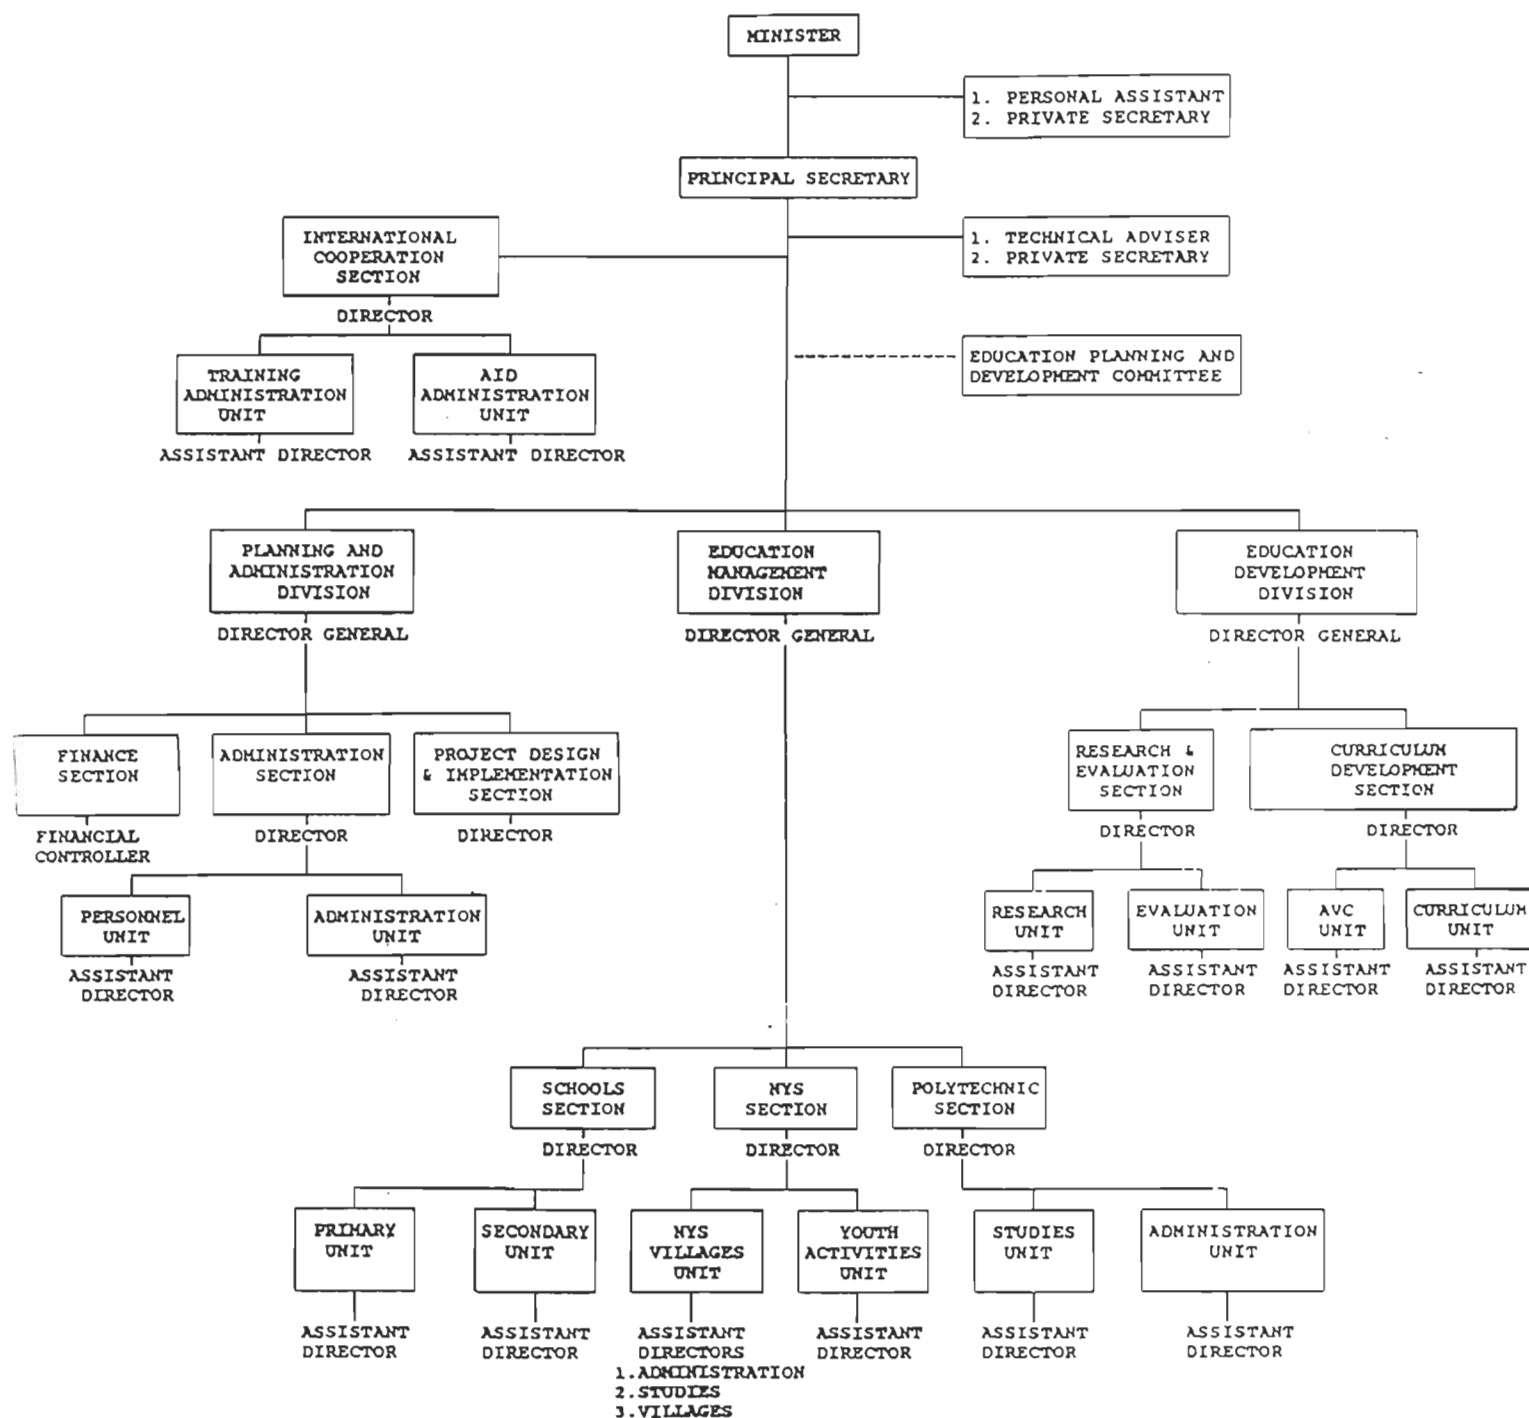 MINISTER
1. PERSONAL ASSISTANT
2. PRIVATE SECRETARY
PRINCIPAL SECRETARY
INTERNATIONAL
COOPERATION
SECTION
DIRECTOR
1. TECHNICAL ADVISER
2. PRIVATE SECRETARY
TRAINING
ADMINISTRATION
UNIT
ASSISTANT DIRECTOR
AID
ADMINISTRATION
UNIT
ASSISTANT DIRECTOR
EDUCATION PLANNING AND
DEVELOPMENT COMMITTEE
PLANNING AND
ADMINISTRATION
DIVISION
DIRECTOR GENERAL
EDUCATION
MANAGEMENT
DIVISION
DIRECTOR GENERAL
EDUCATION
DEVELOPMENT
DIVISION
DIRECTOR GENERAL
FINANCE
SECTION
FINANCIAL
CONTROLLER
ADMINISTRATION
SECTION
DIRECTOR
PROJECT DESIGN
& IMPLEMENTATION
SECTION
DIRECTOR
RESEARCH &
EVALUATION
SECTION
DIRECTOR
CURRICULUM
DEVELOPMENT
SECTION
DIRECTOR
PERSONNEL
UNIT
ASSISTANT
DIRECTOR
ADMINISTRATION
UNIT
ASSISTANT
DIRECTOR
RESEARCH
UNIT
ASSISTANT
DIRECTOR
EVALUATION
UNIT
ASSISTANT
DIRECTOR
AVC
UNIT
ASSISTANT
DIRECTOR
CURRICULUM
UNIT
ASSISTANT
DIRECTOR
SCHOOLS
SECTION
DIRECTOR
NYS
SECTION
DIRECTOR
POLYTECHNIC
SECTION
DIRECTOR
PRIMARY
UNIT
ASSISTANT
DIRECTOR
SECONDARY
UNIT
ASSISTANT
DIRECTOR
NYS
VILLAGES
UNIT
ASSISTANT
DIRECTORS
1.ADMINISTRATION
2.STUDIES
3.VILLAGES
YOUTH
ACTIVITIES
UNIT
ASSISTANT
DIRECTOR
STUDIES
UNIT
ASSISTANT
DIRECTOR
ADMINISTRATION
UNIT
ASSISTANT
DIRECTOR